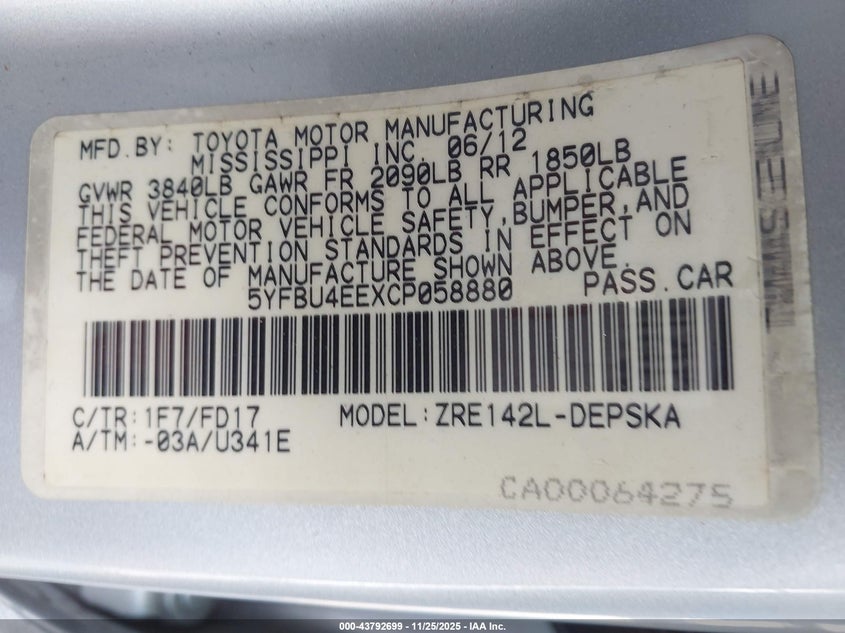 MFD.BY: TOYOTA MOTOR MANUFACTURING
MISSISSIPPI INC. 06/12
GVWR 3840LB GAWR FR 2090LB RR 1850LB
THIS VEHICLE CONFORMS TO ALL APPLICABLE
FEDERAL MOTOR VEHICLE SAFETY,BUMPER,AND
THEFT PREVENTION STANDARDS IN EFFECT ON
THE DATE OF MANUFACTURE SHOWN ABOVE.
5YFBU4EEXCP058880 PASS.CAR
C/TR:1F7/FD17 MODEL:ZRE142L-DEPSKA
A/TM:-03A/U341E
CA00064275
000-43792699 | 11/25/2025 | IAA Inc.